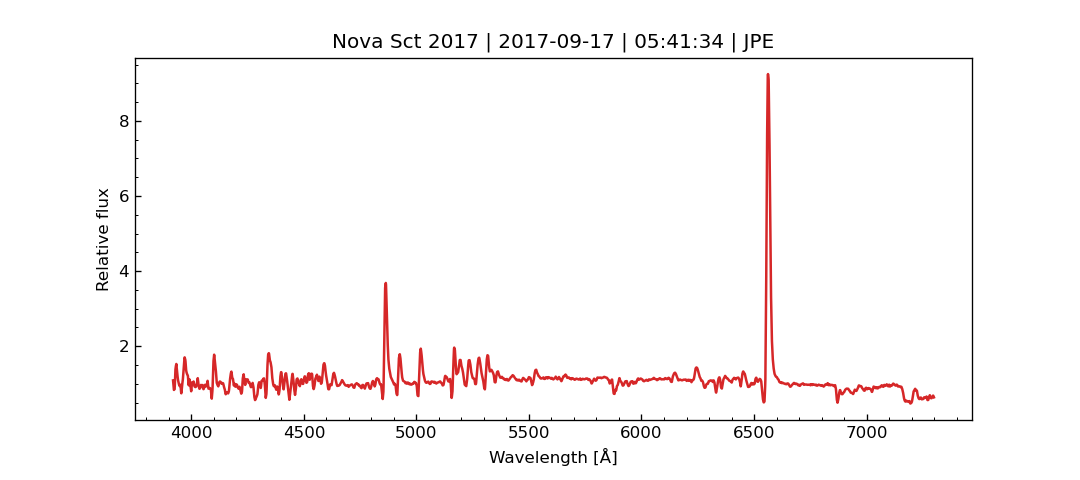 Nova Sct 2017 | 2017-09-17 | 05:41:34 | JPE
Relative flux
8
6
4
2
4000 4500 5000 5500 6000 6500 7000
Wavelength [Å]